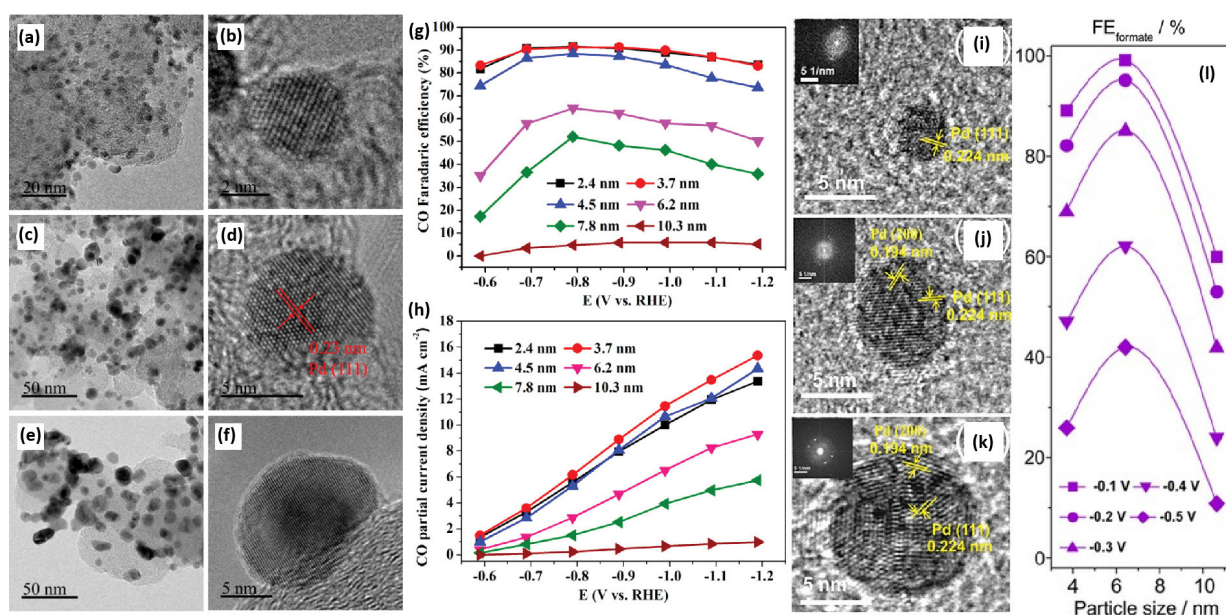 (a)
20 nm
(b)
2 nm
(c)
50 nm
(d)
0.23 nm
Pd (111)
5 nm
(e)
50 nm
(f)
5 nm
(g)
CO Faradaric efficiency (%)
100
90
80
70
60
50
40
30
20
10
0
2.4 nm 3.7 nm
4.5 nm 6.2 nm
7.8 nm 10.3 nm
-0.6 -0.7 -0.8 -0.9 -1.0 -1.1 -1.2
E (V vs. RHE)
(h)
CO partial current density (mA cm⁻²)
18
16
14
12
10
8
6
4
2
0
2.4 nm 3.7 nm
4.5 nm 6.2 nm
7.8 nm 10.3 nm
-0.6 -0.7 -0.8 -0.9 -1.0 -1.1 -1.2
E (V vs. RHE)
(i)
5 1/nm
Pd (111)
0.224 nm
5 nm
(j)
5 1/nm
Pd (200)
0.194 nm
Pd (111)
0.224 nm
5 nm
(k)
5 1/nm
Pd (200)
0.194 nm
Pd (111)
0.224 nm
5 nm
FE formate / %
(l)
100
80
60
40
20
0
-0.1 V -0.4 V
-0.2 V -0.5 V
-0.3 V
4 6 8 10
Particle size / nm